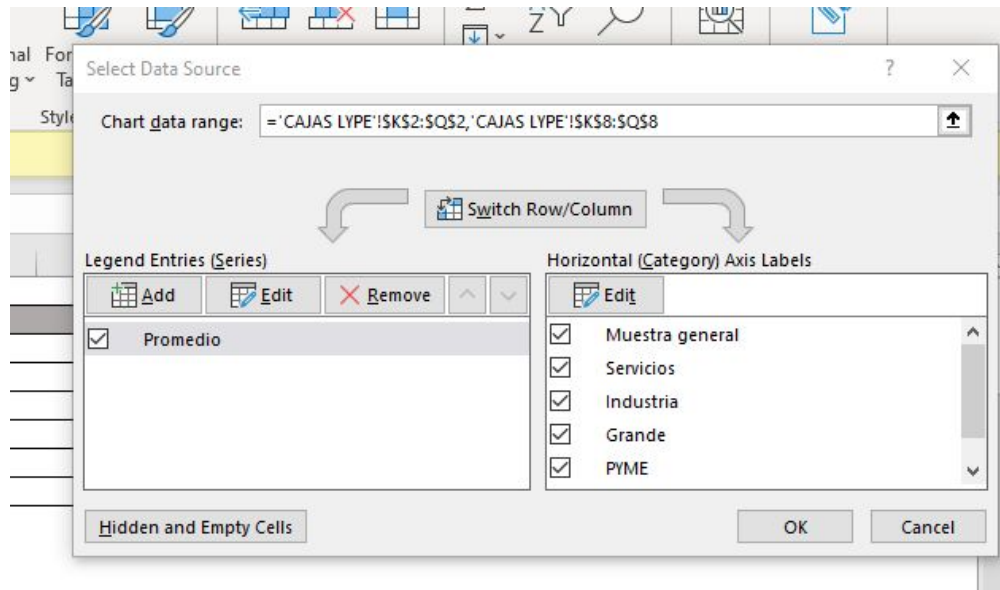 Z
nal For
g Ta
Style
Select Data Source ?
Chart data range: ='CAJAS LYPE'!$K$2:$Q$2,'CAJAS LYPE'!$K$8:$Q$8
Switch Row/Column
Legend Entries (Series)
Horizontal (Category) Axis Labels
Add Edit Remove
Edit
Promedio
Muestra general
Servicios
Industria
Grande
PYME
Hidden and Empty Cells
OK Cancel